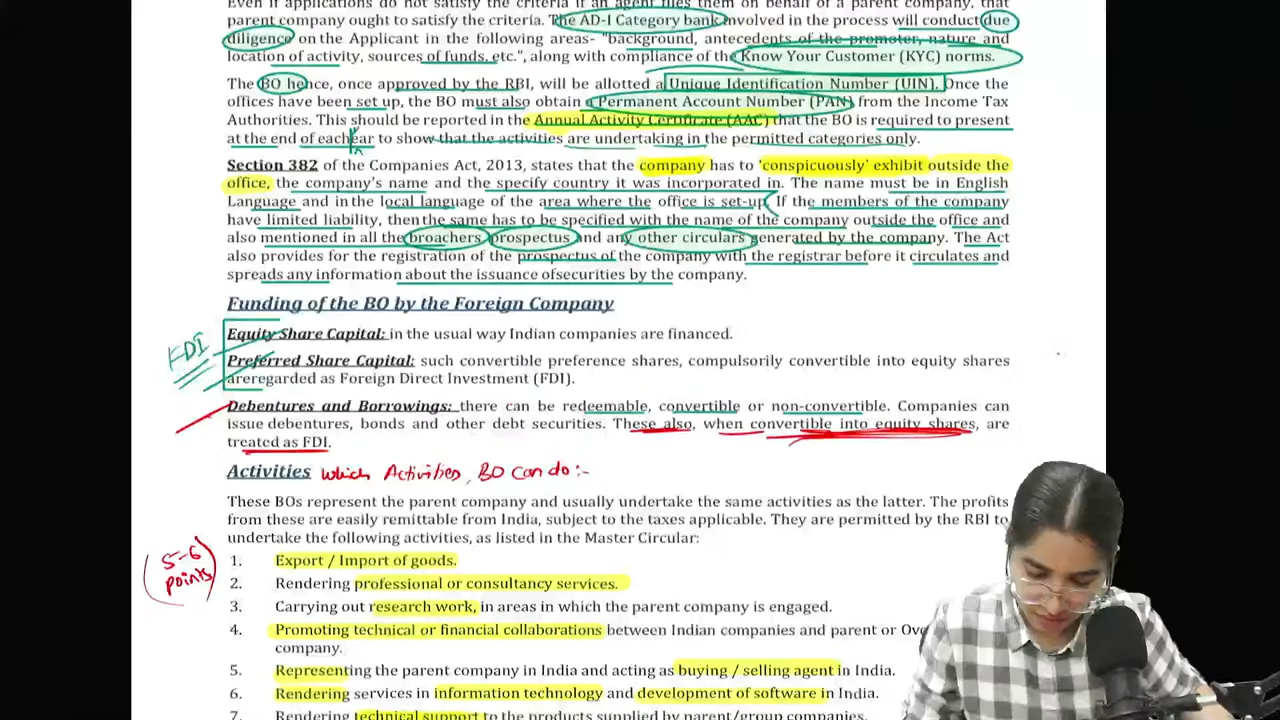 Even if applications do not satisfy the criteria if an agent files them on behalf of a parent company, that
parent company ought to satisfy the criteria. The AD-I Category bank involved in the process will conduct due
diligence on the Applicant in the following areas- "background, antecedents of the promoter, nature and
location of activity, sources of funds, etc.", along with compliance of the Know Your Customer (KYC) norms.
The BO hence, once approved by the RBI, will be allotted a Unique Identification Number (UIN). Once the
offices have been set up, the BO must also obtain a Permanent Account Number (PAN) from the Income Tax
Authorities. This should be reported in the Annual Activity Certificate (AAC) that the BO is required to present
at the end of each ear to show that the activities are undertaking in the permitted categories only.
Section 382 of the Companies Act, 2013, states that the company has to 'conspicuously' exhibit outside the
office, the company's name and the specify country it was incorporated in. The name must be in English
Language and in the local language of the area where the office is set-up. If the members of the company
have limited liability, then the same has to be specified with the name of the company outside the office and
also mentioned in all the broachers prospectus and any other circulars generated by the company. The Act
also provides for the registration of the prospectus of the company with the registrar before it circulates and
spreads any information about the issuance ofsecurities by the company.
Funding of the BO by the Foreign Company
Equity Share Capital: in the usual way Indian companies are financed.
FDI
Preferred Share Capital: such convertible preference shares, compulsorily convertible into equity shares
areregarded as Foreign Direct Investment (FDI).
Debentures and Borrowings: there can be redeemable, convertible or non-convertible. Companies can
issue debentures, bonds and other debt securities. These also, when convertible into equity shares, are
treated as FDI.
Activities which Activities, BO can do :-
These BOs represent the parent company and usually undertake the same activities as the latter. The profits
from these are easily remittable from India, subject to the taxes applicable. They are permitted by the RBI to
undertake the following activities, as listed in the Master Circular:
(5-6 points)
1. Export / Import of goods.
2. Rendering professional or consultancy services.
3. Carrying out research work, in areas in which the parent company is engaged.
4. Promoting technical or financial collaborations between Indian companies and parent or
company.
5. Representing the parent company in India and acting as buying / selling agent in India.
6. Rendering services in information technology and development of software in India.
7. Rendering technical support to the products supplied by parent/group companies.